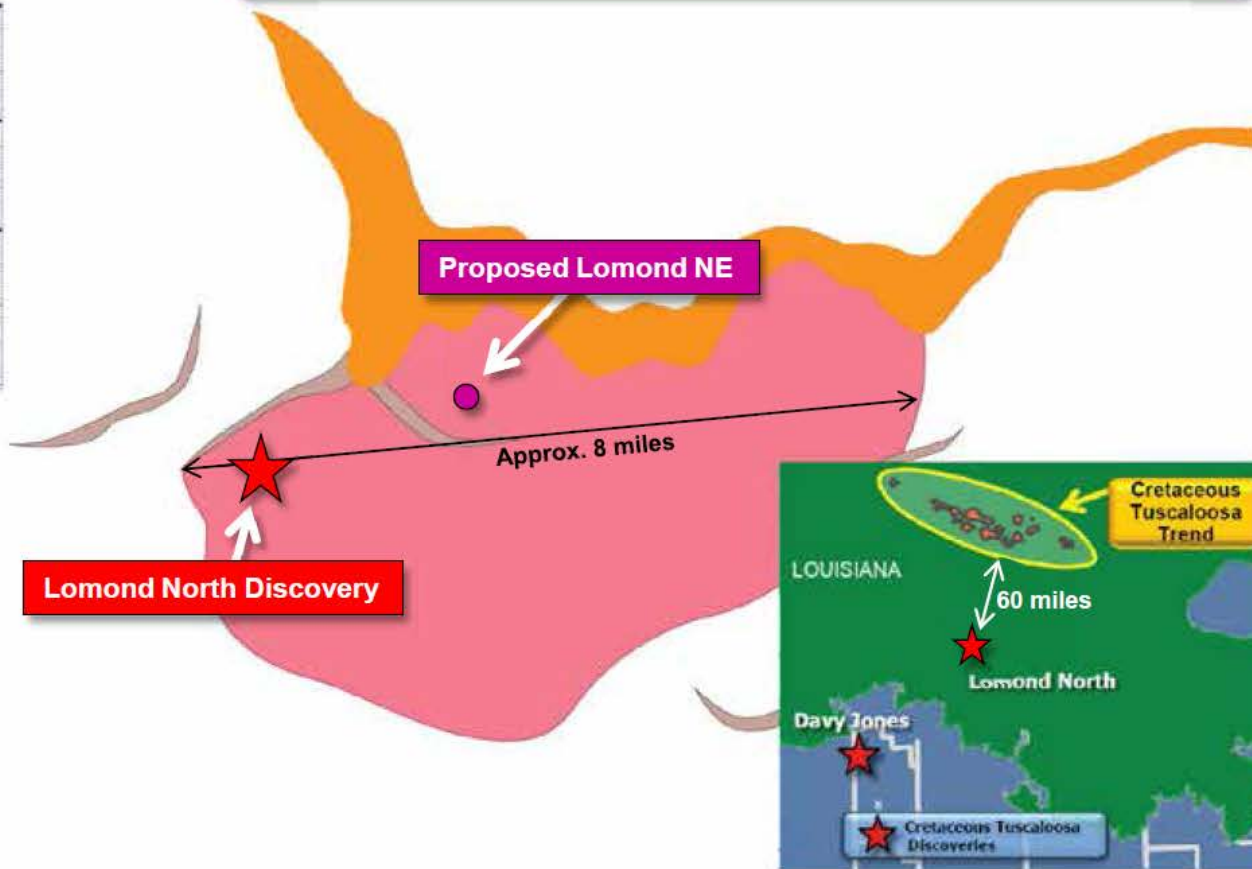 Proposed Lomond NE
Approx. 8 miles
Lomond North Discovery
Cretaceous
Tuscaloosa
Trend
LOUISIANA
60 miles
Lomond North
Davy Jones
Cretaceous Tuscaloosa
Discoveries